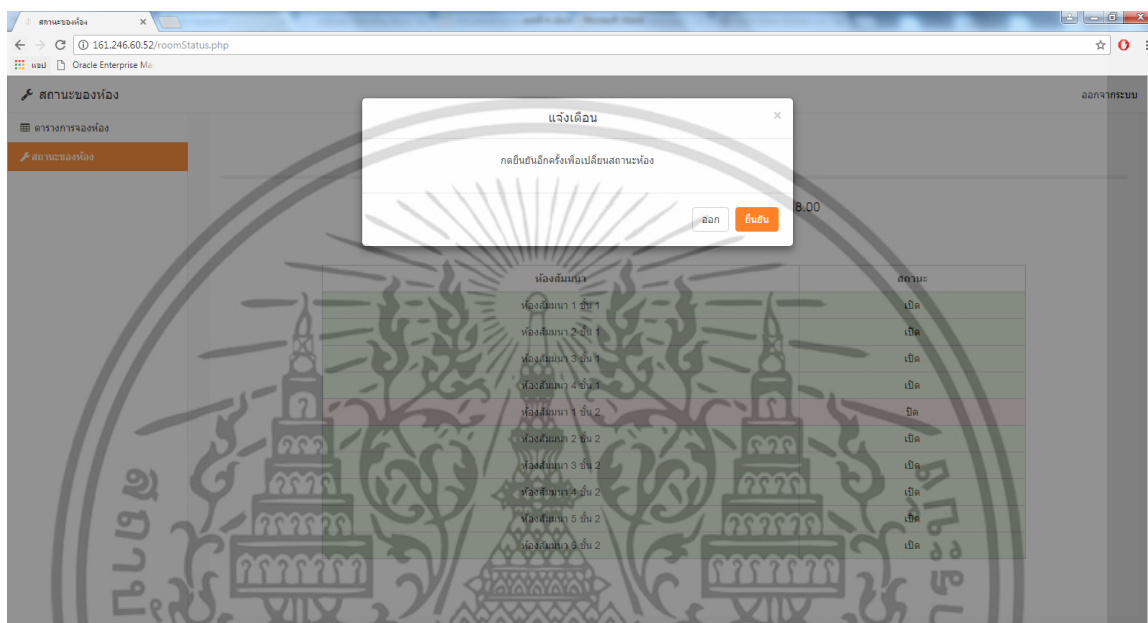 สถานะของห้อง
161.246.60.52/roomStatus.php
แอป Oracle Enterprise Ma
สถานะของห้อง
ออกจากระบบ
ตารางการจองห้อง
สถานะของห้อง
แจ้งเตือน ×
กดยืนยันอีกครั้งเพื่อเปลี่ยนสถานะห้อง
ออก ยืนยัน
8.00
ห้องสัมมนา สถานะ
ห้องสัมมนา 1 ชั้น 1 เปิด
ห้องสัมมนา 2 ชั้น 1 เปิด
ห้องสัมมนา 3 ชั้น 1 เปิด
ห้องสัมมนา 4 ชั้น 1 เปิด
ห้องสัมมนา 1 ชั้น 2 ปิด
ห้องสัมมนา 2 ชั้น 2 เปิด
ห้องสัมมนา 3 ชั้น 2 เปิด
ห้องสัมมนา 4 ชั้น 2 เปิด
ห้องสัมมนา 5 ชั้น 2 เปิด
ห้องสัมมนา 6 ชั้น 2 เปิด